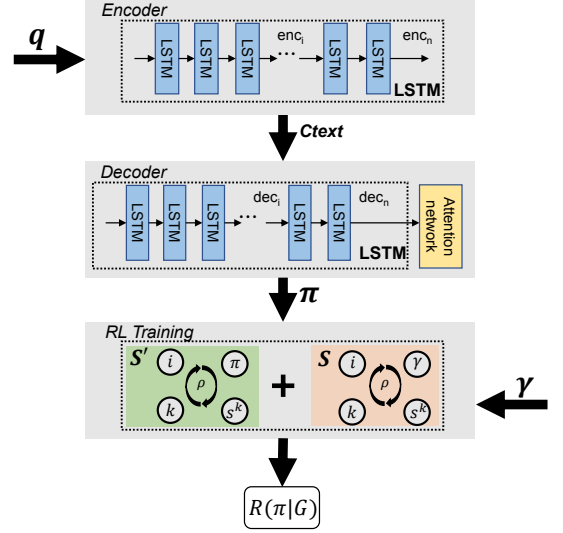 Encoder
q
LSTM LSTM LSTM enc_i ... LSTM LSTM enc_n
LSTM
Ctext
Decoder
LSTM LSTM LSTM ... dec_i LSTM LSTM dec_n
LSTM
Attention network
π
RL Training
S′ i π ρ k s^k
+
S i γ ρ k s^k
γ
R(π|G)